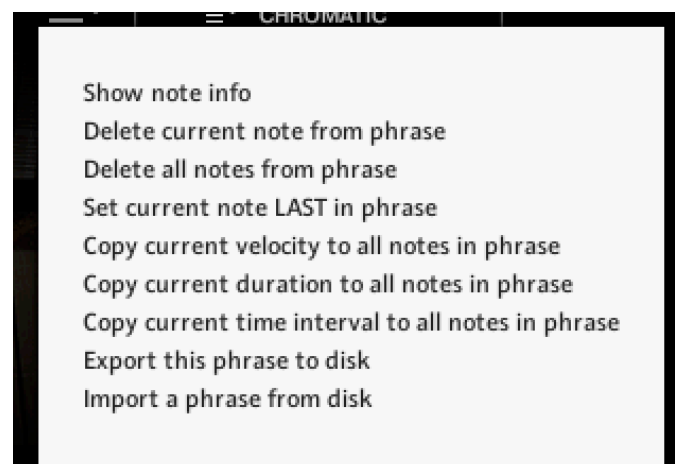 CHROMATIC
Show note info
Delete current note from phrase
Delete all notes from phrase
Set current note LAST in phrase
Copy current velocity to all notes in phrase
Copy current duration to all notes in phrase
Copy current time interval to all notes in phrase
Export this phrase to disk
Import a phrase from disk